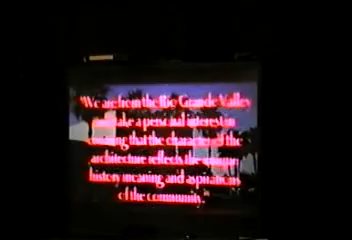 "We are from the Rio Grande Valley
and take a personal interest in
ensuring that the character of the
architecture reflects the unique
history meaning and aspirations
of the community."